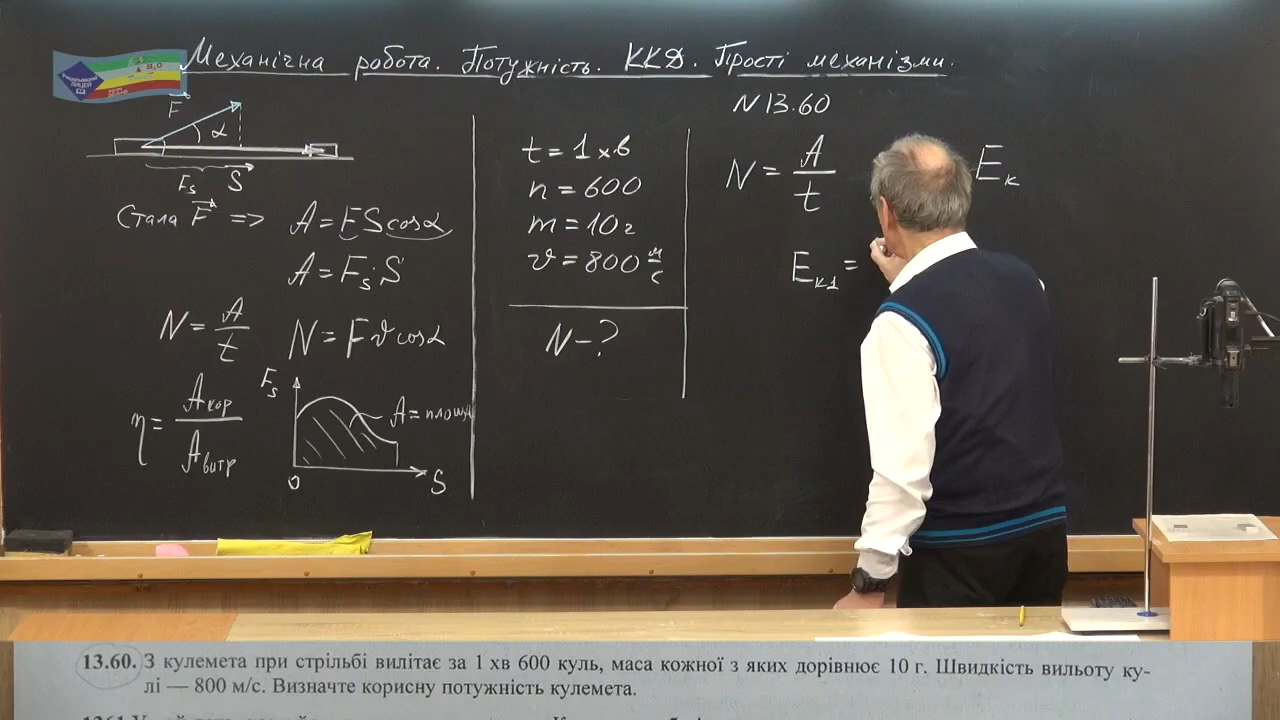 Механічна робота. Потужність. ККД. Прості механізми.
N 13.60
F
α
Fs S
Стала F => A = FScosα
A = Fs·S
N = A/t N = Fvcosα
η = Aкор/Aвитр
Fs
A = площа
0 S
t = 1 хв
n = 600
m = 10 г
v = 800 м/с
N - ?
N = A/t
Eк
Eк1 =
13.60. З кулемета при стрільбі вилітає за 1 хв 600 куль, маса кожної з яких дорівнює 10 г. Швидкість вильоту ку-
лі — 800 м/с. Визначте корисну потужність кулемета.